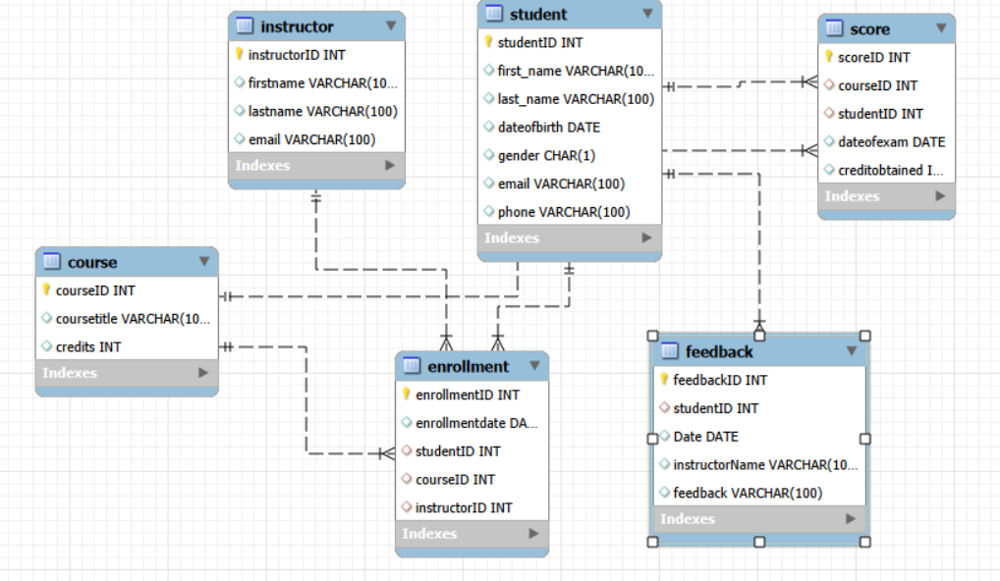 instructor
instructorID INT
firstname VARCHAR(10...
lastname VARCHAR(100)
email VARCHAR(100)
Indexes
student
studentID INT
first_name VARCHAR(10...
last_name VARCHAR(100)
dateofbirth DATE
gender CHAR(1)
email VARCHAR(100)
phone VARCHAR(100)
Indexes
score
scoreID INT
courseID INT
studentID INT
dateofexam DATE
creditobtained I...
Indexes
course
courseID INT
coursetitle VARCHAR(10...
credits INT
Indexes
enrollment
enrollmentID INT
enrollmentdate DA...
studentID INT
courseID INT
instructorID INT
Indexes
feedback
feedbackID INT
studentID INT
Date DATE
instructorName VARCHAR(10...
feedback VARCHAR(100)
Indexes